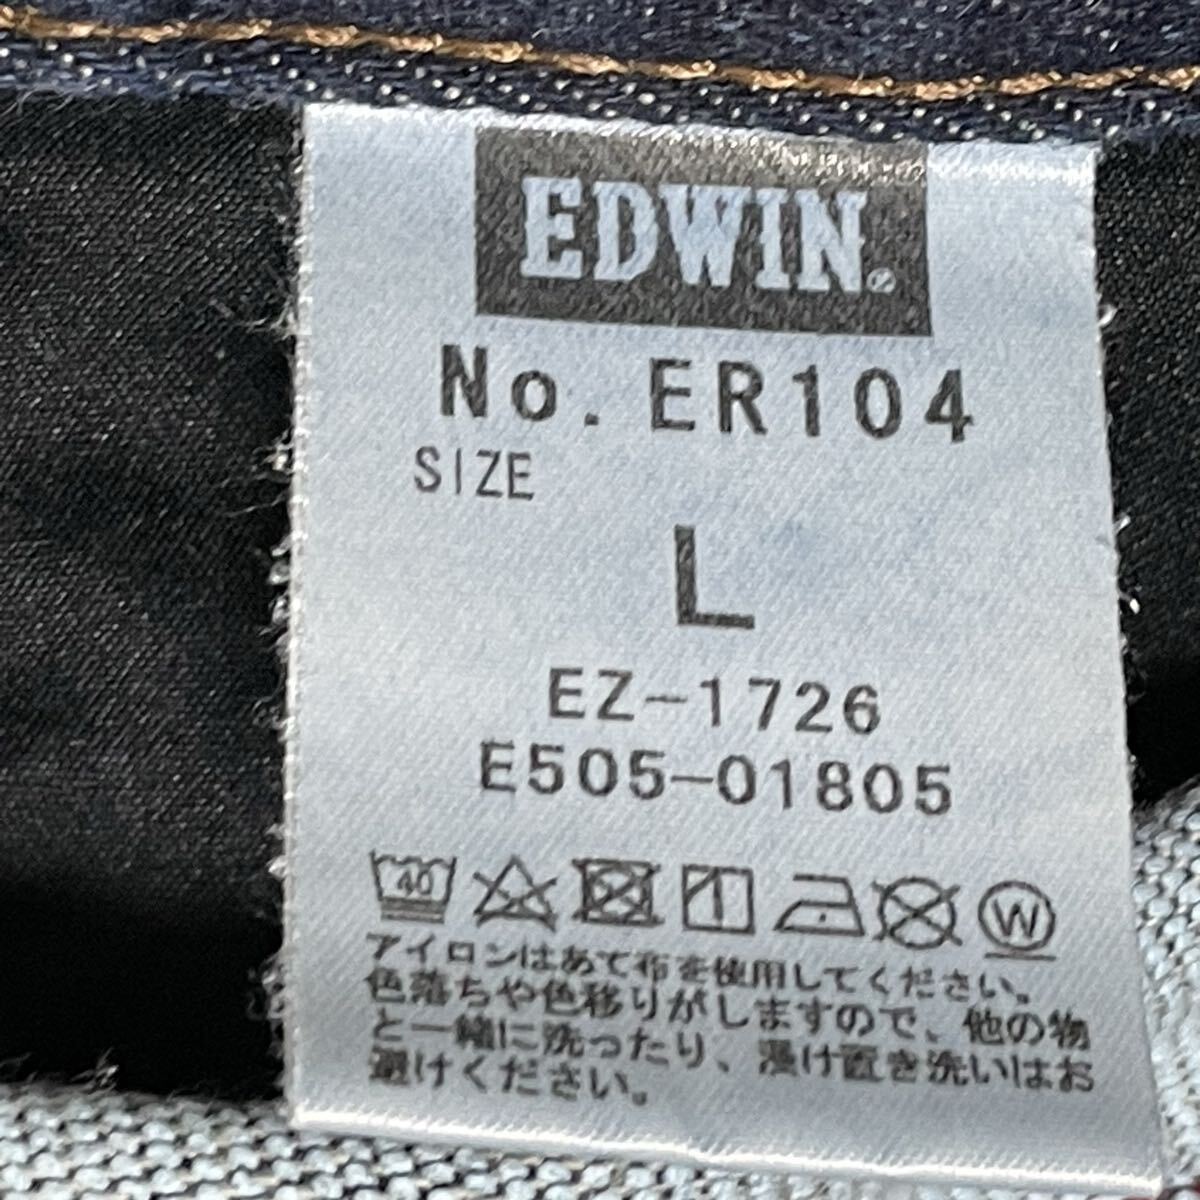 EDWIN®
No. ER104
SIZE
L
EZ-1726
E505-01805
40 W
アイロンはあて布を使用してください。
色落ちや色移りがしますので、他の物
と一緒に洗ったり、浸け置き洗いはお
避けください。